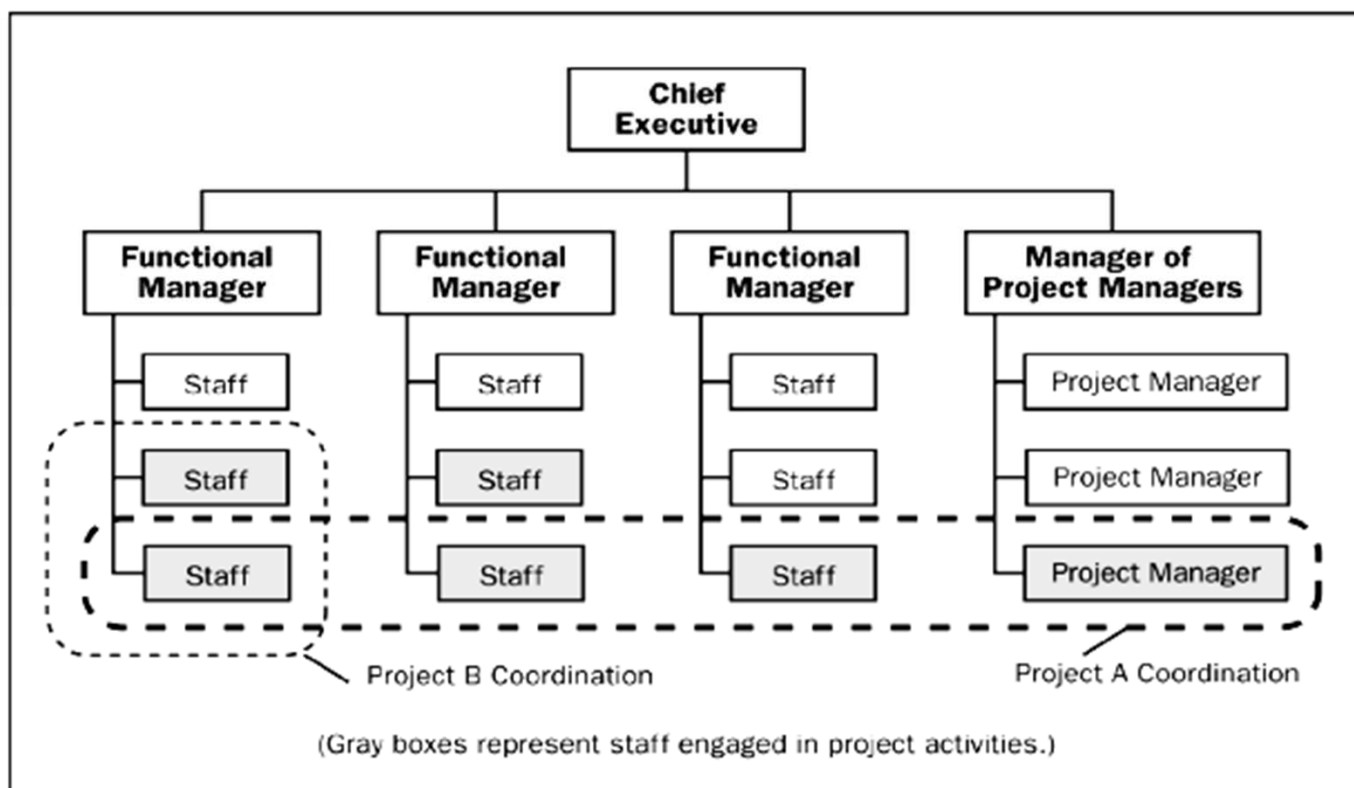 Chief
Executive
Functional
Manager
Functional
Manager
Functional
Manager
Manager of
Project Managers
Staff
Staff
Staff
Project Manager
Staff
Staff
Staff
Project Manager
Staff
Staff
Staff
Project Manager
Project B Coordination
Project A Coordination
(Gray boxes represent staff engaged in project activities.)